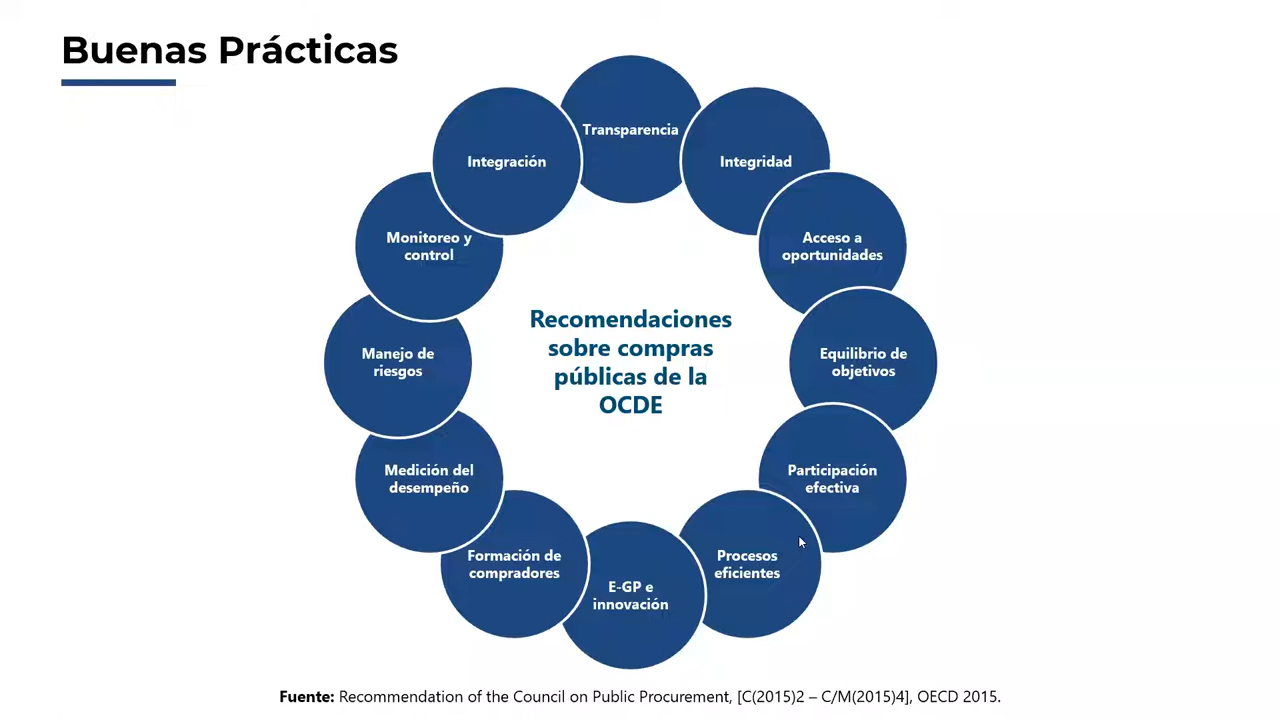 Buenas Prácticas
Transparencia
Integridad
Acceso a
oportunidades
Equilibrio de
objetivos
Participación
efectiva
Procesos
eficientes
E-GP e
innovación
Formación de
compradores
Medición del
desempeño
Manejo de
riesgos
Monitoreo y
control
Integración
Recomendaciones
sobre compras
públicas de la
OCDE
Fuente: Recommendation of the Council on Public Procurement, [C(2015)2 – C/M(2015)4], OECD 2015.